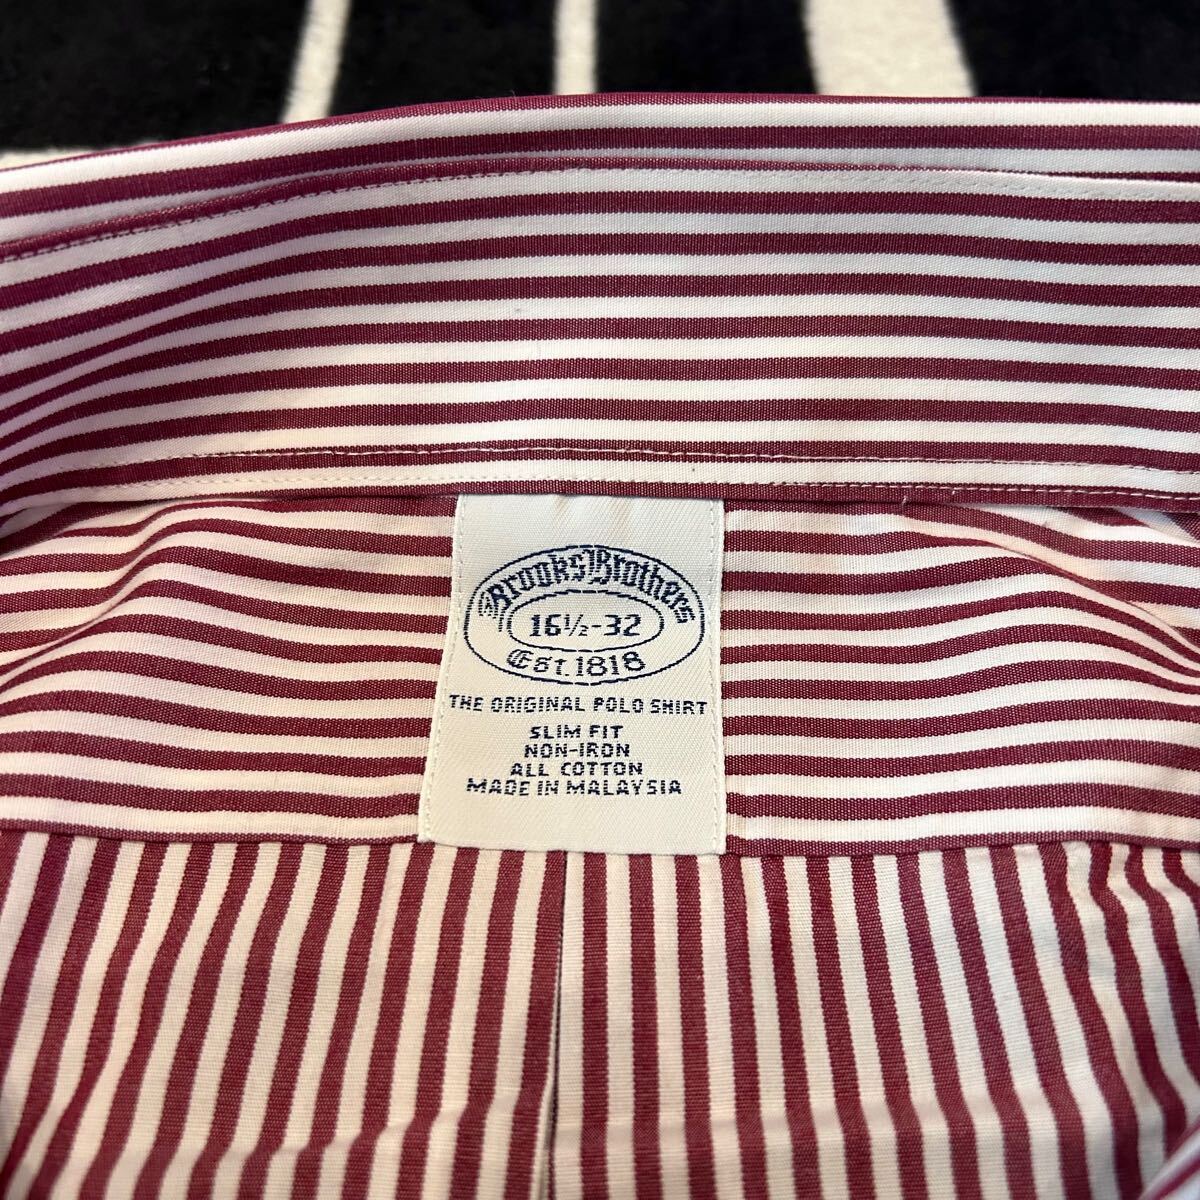 Brooks Brothers
16½-32
Est. 1818
THE ORIGINAL POLO SHIRT
SLIM FIT
NON-IRON
ALL COTTON
MADE IN MALAYSIA